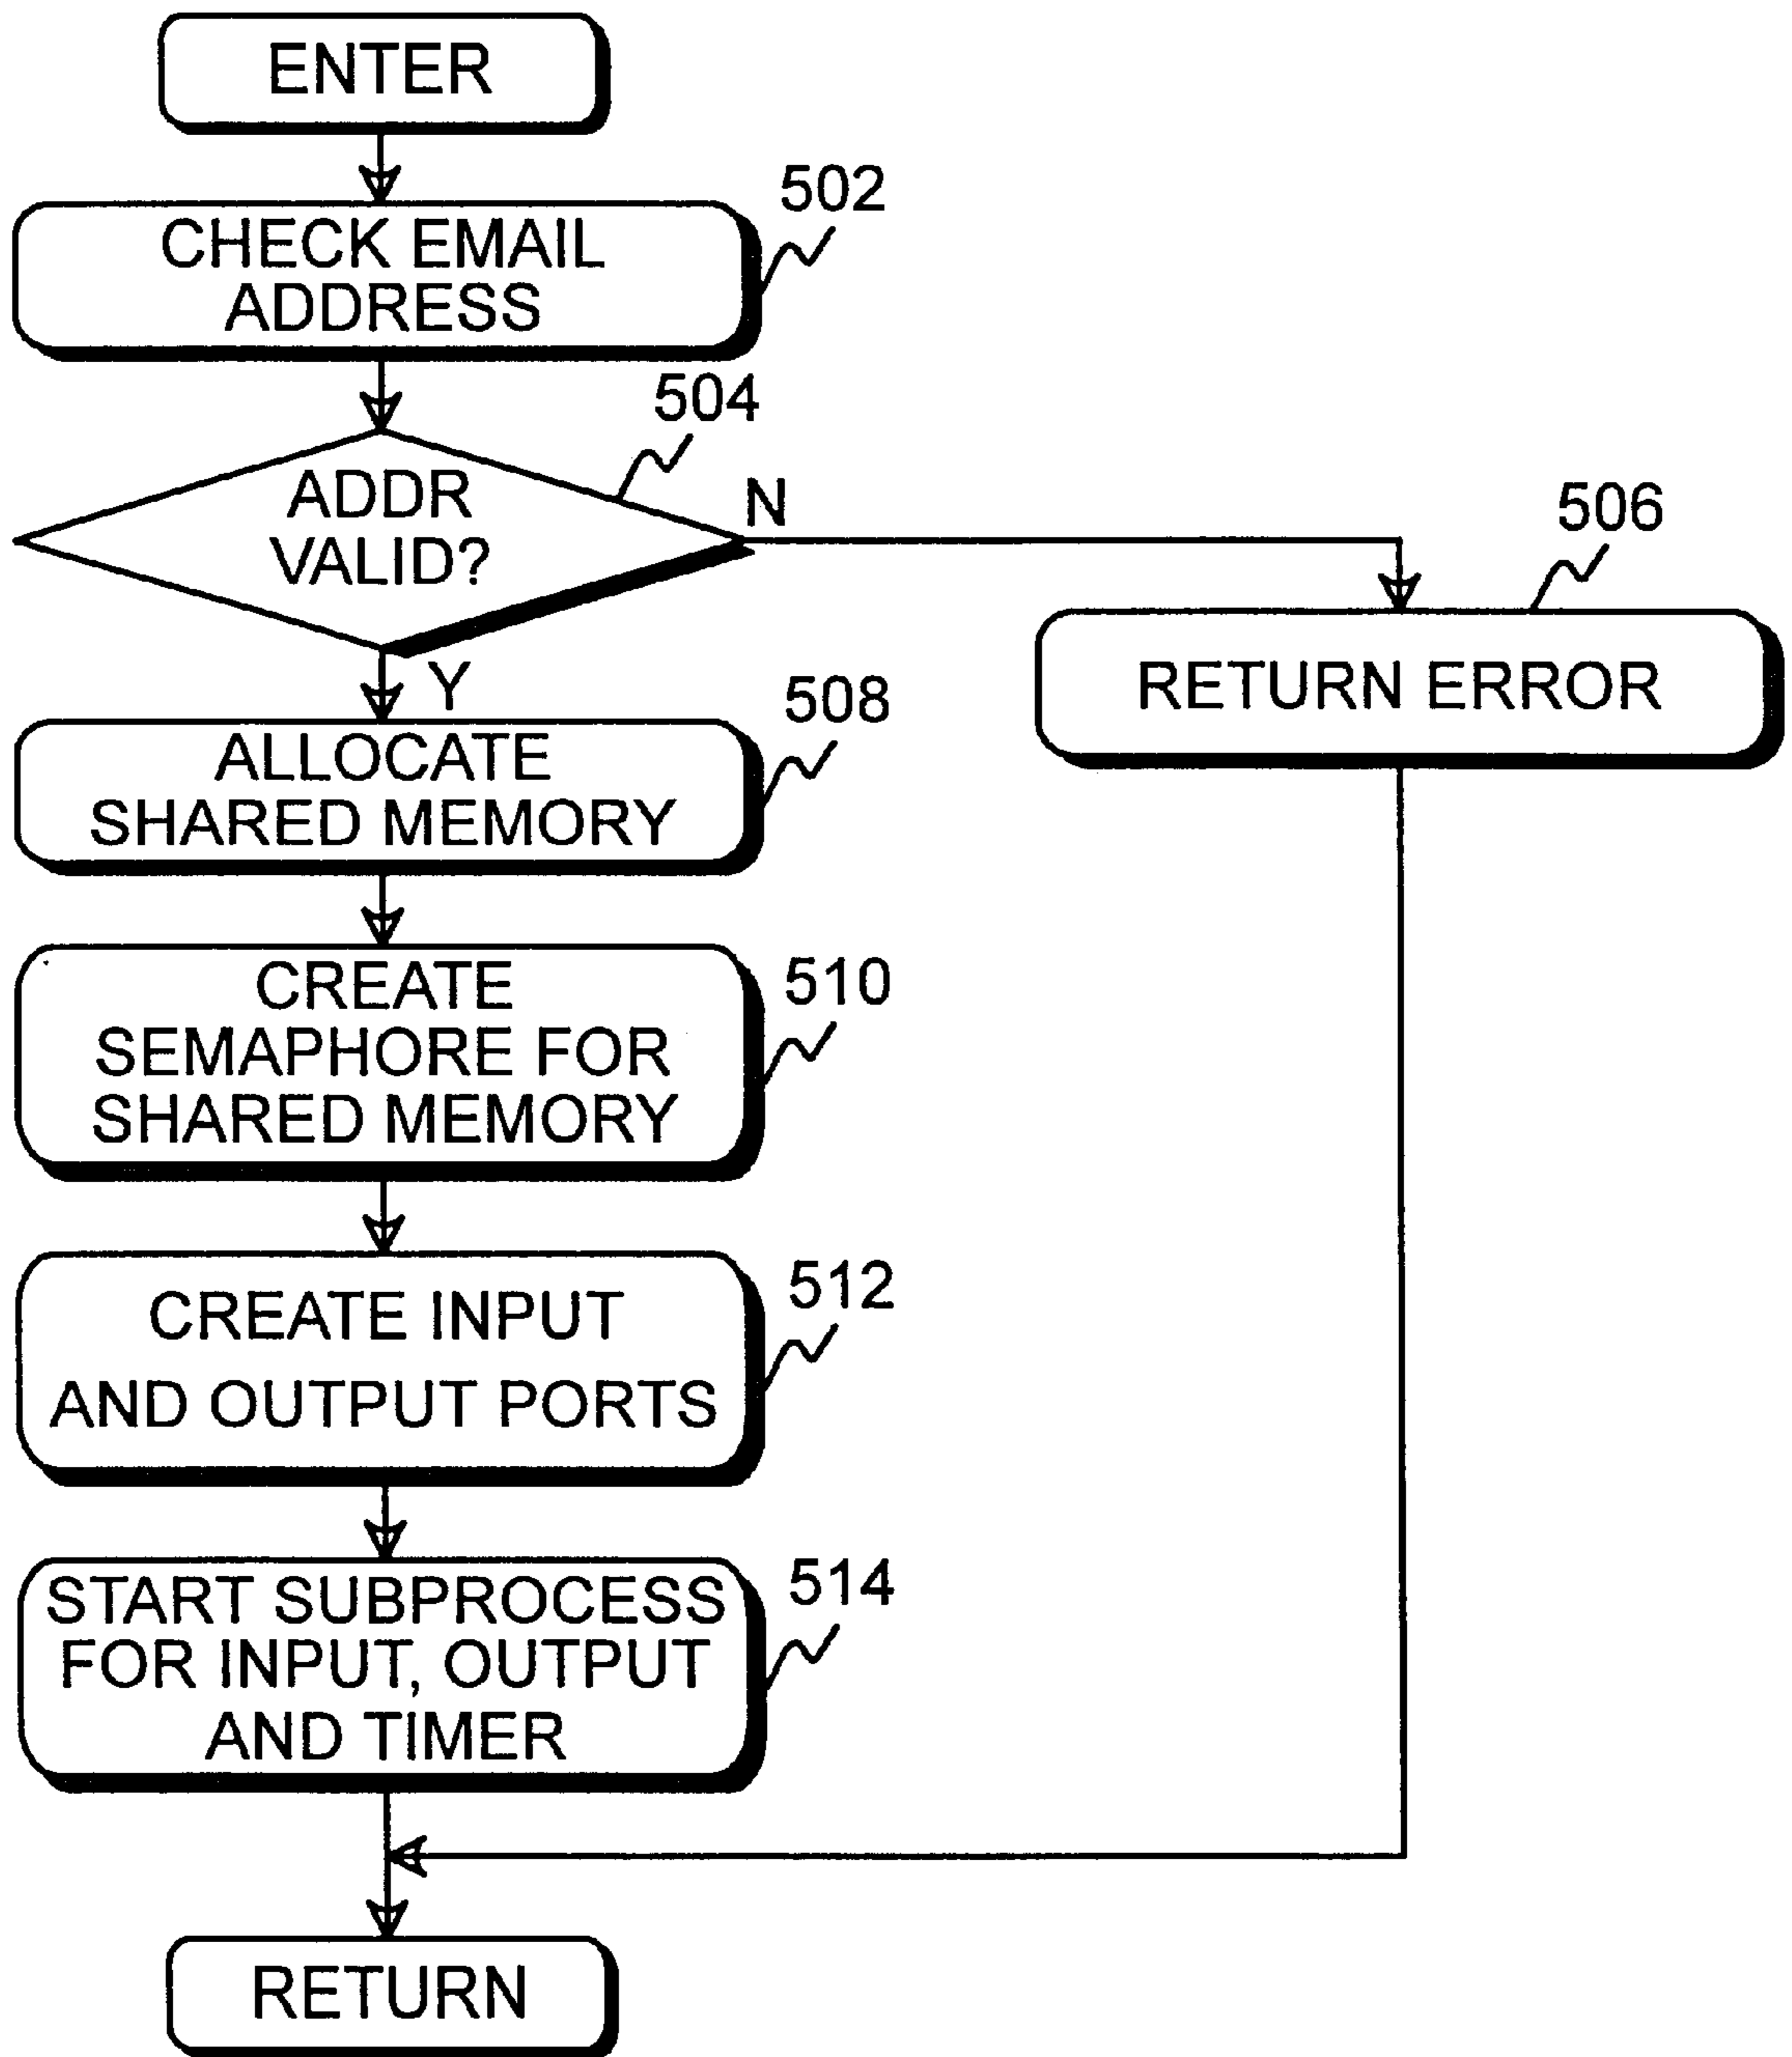 ENTER
502
CHECK EMAIL
ADDRESS
504
ADDR
VALID?
N
506
RETURN ERROR
Y
508
ALLOCATE
SHARED MEMORY
510
CREATE
SEMAPHORE FOR
SHARED MEMORY
512
CREATE INPUT
AND OUTPUT PORTS
514
START SUBPROCESS
FOR INPUT, OUTPUT
AND TIMER
RETURN